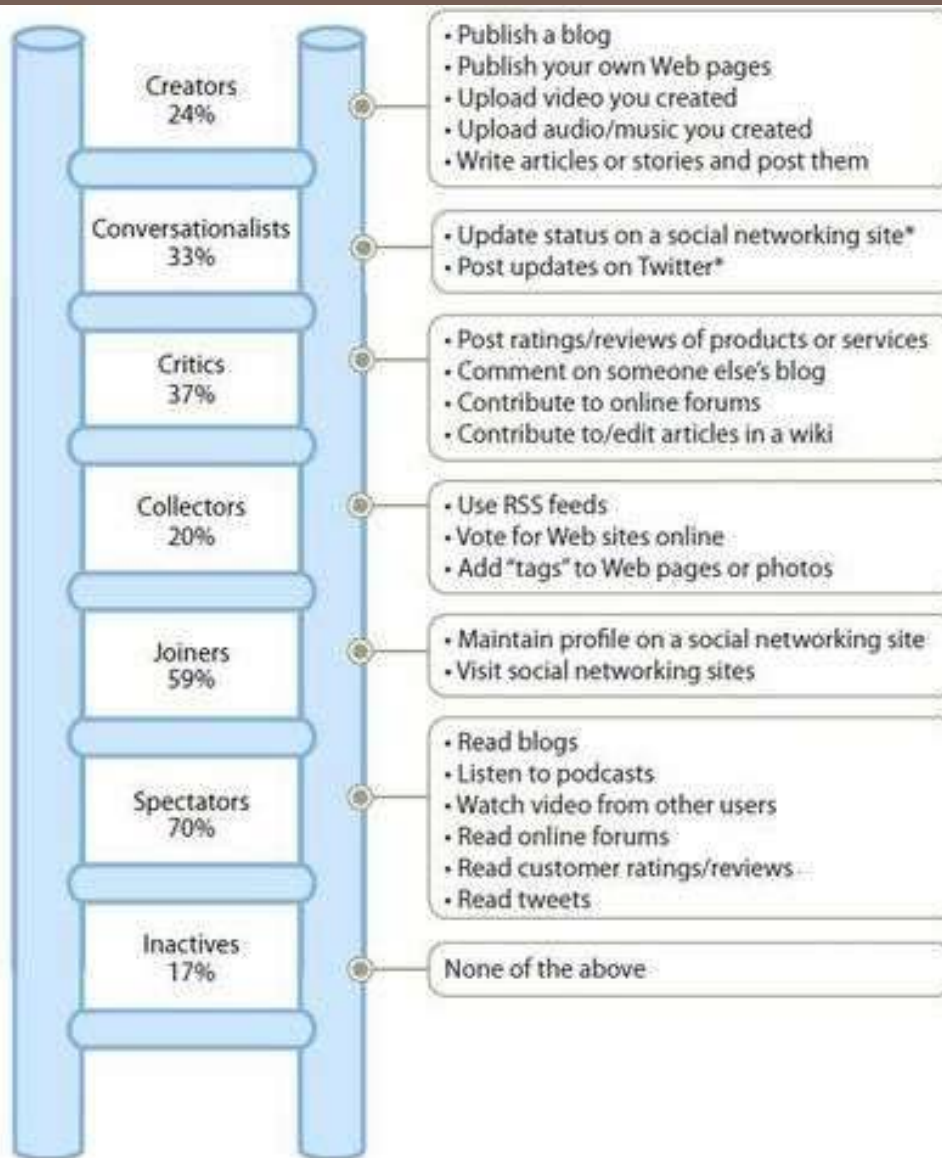 Creators
24%
• Publish a blog
• Publish your own Web pages
• Upload video you created
• Upload audio/music you created
• Write articles or stories and post them
Conversationalists
33%
• Update status on a social networking site*
• Post updates on Twitter*
Critics
37%
• Post ratings/reviews of products or services
• Comment on someone else's blog
• Contribute to online forums
• Contribute to/edit articles in a wiki
Collectors
20%
• Use RSS feeds
• Vote for Web sites online
• Add “tags” to Web pages or photos
Joiners
59%
• Maintain profile on a social networking site
• Visit social networking sites
Spectators
70%
• Read blogs
• Listen to podcasts
• Watch video from other users
• Read online forums
• Read customer ratings/reviews
• Read tweets
Inactives
17%
None of the above